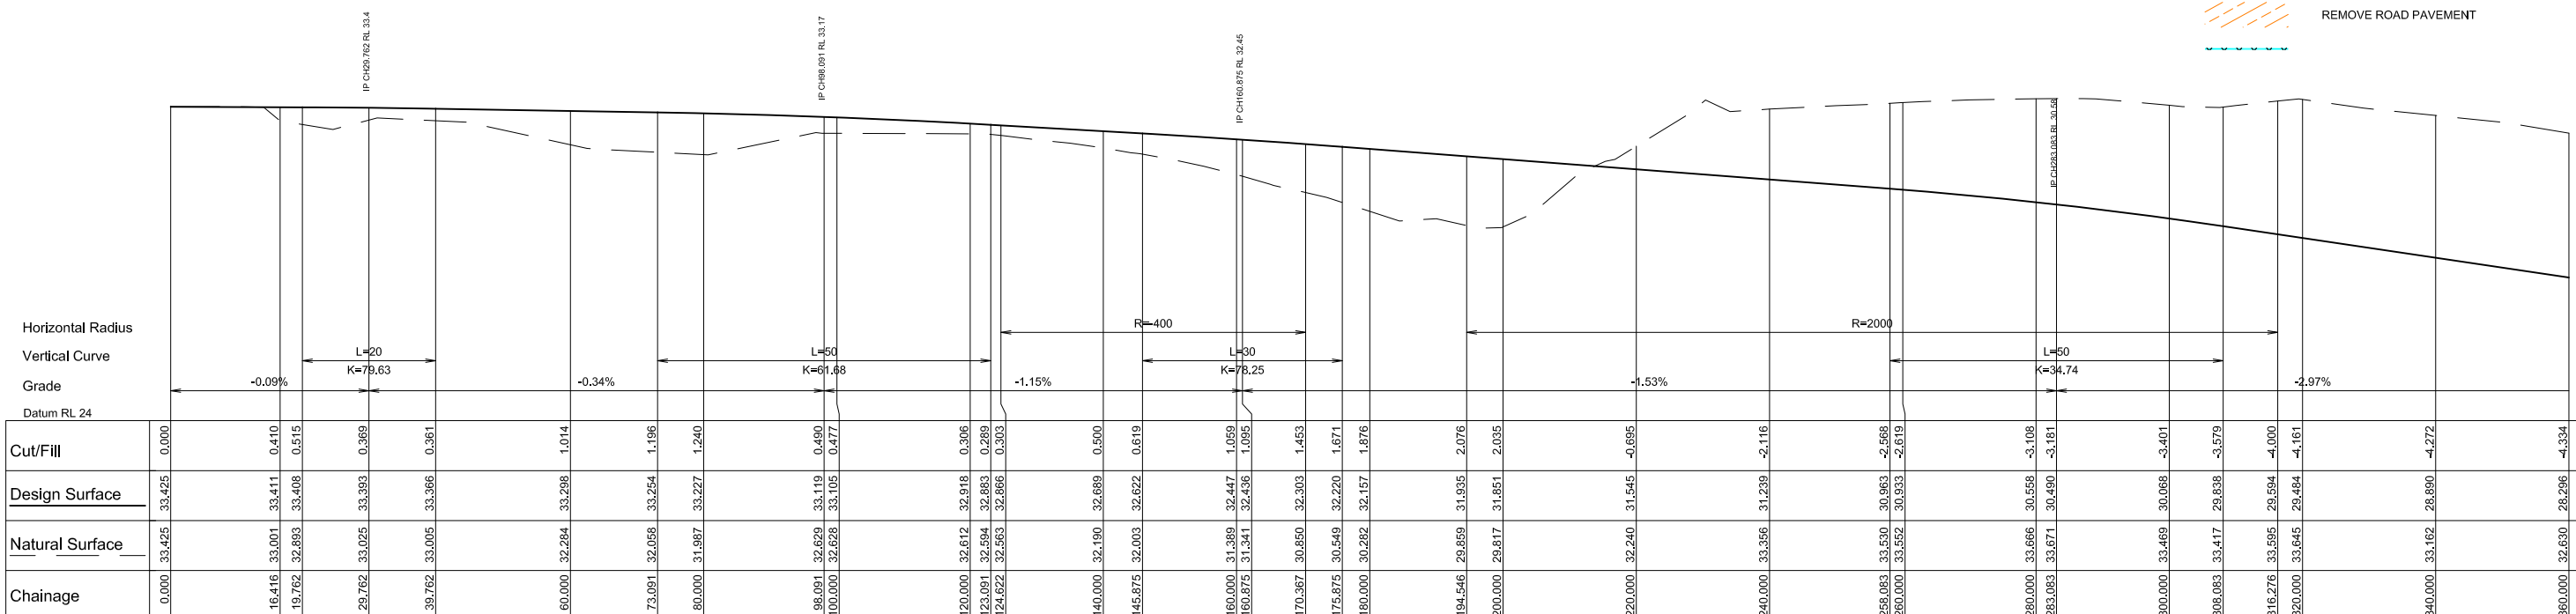 REMOVE ROAD PAVEMENT
IP CH29.762 RL 33.4
IP CH98.091 RL 33.17
IP CH160.875 RL 32.45
IP CH283.083 RL 30.58
Horizontal Radius R=-400 R=2000
Vertical Curve L=20 L=50 L=30 L=50
K=79.63 K=61.68 K=78.25 K=34.74
Grade -0.09% -0.34% -1.15% -1.53% -2.97%
Datum RL 24
Cut/Fill 0.000 0.410 0.515 0.369 0.361 1.014 1.196 1.240 0.490 0.477 0.306 0.289 0.303 0.500 0.619 1.059 1.095 1.453 1.671 1.876 2.076 2.035 -0.695 -2.116 -2.568 -2.619 -3.108 -3.181 -3.401 -3.579 -4.000 -4.161 -4.272 -4.334
Design Surface 33.425 33.411 33.408 33.393 33.366 33.298 33.254 33.227 33.119 33.105 32.918 32.883 32.866 32.689 32.622 32.447 32.436 32.303 32.220 32.157 31.935 31.851 31.545 31.239 30.963 30.933 30.558 30.490 30.068 29.838 29.594 29.484 28.890 28.296
Natural Surface 33.425 33.001 32.893 33.025 33.005 32.284 32.058 31.987 32.629 32.628 32.612 32.594 32.563 32.190 32.003 31.389 31.341 30.850 30.549 30.282 29.859 29.817 32.240 33.356 33.530 33.552 33.666 33.671 33.469 33.417 33.595 33.645 33.162 32.630
Chainage 0.000 16.416 19.762 29.762 39.762 60.000 73.091 80.000 98.091 100.000 120.000 123.091 124.622 140.000 145.875 160.000 160.875 170.367 175.875 180.000 194.546 200.000 220.000 240.000 258.083 260.000 280.000 283.083 300.000 308.083 316.276 320.000 340.000 360.000